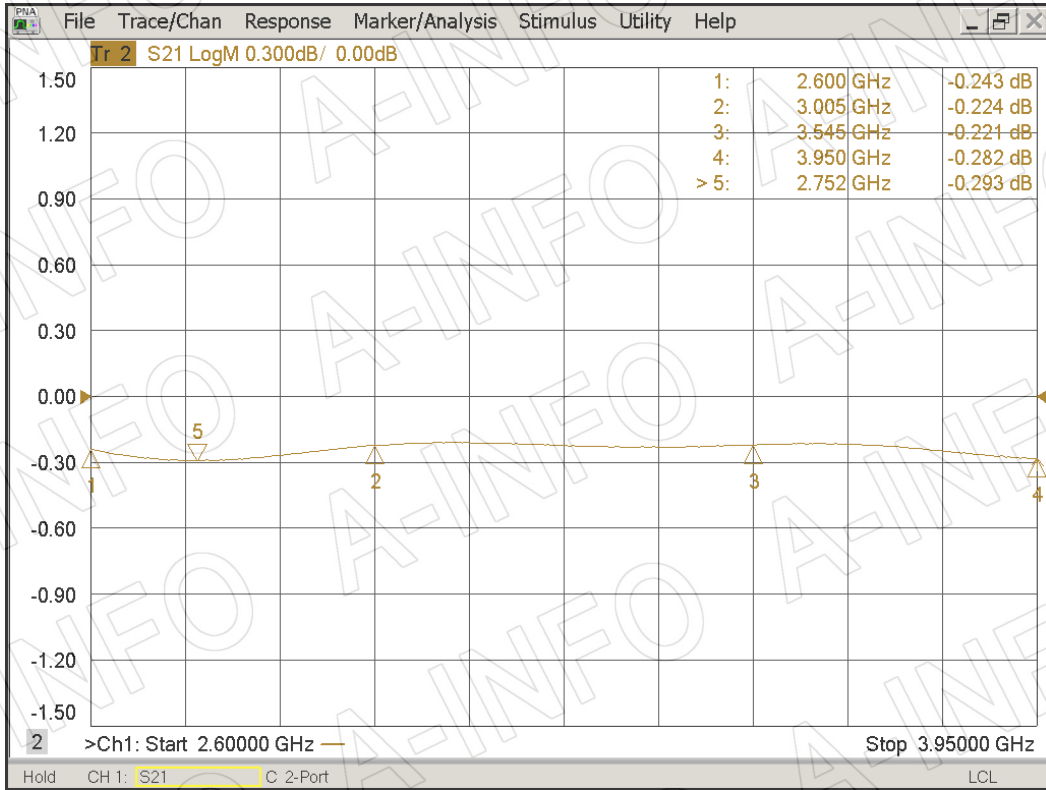 PNA
File Trace/Chan Response Marker/Analysis Stimulus Utility Help
Tr 2 S21 LogM 0.300dB/ 0.00dB
1.50
1.20
0.90
0.60
0.30
0.00
-0.30
-0.60
-0.90
-1.20
-1.50
1: 2.600 GHz -0.243 dB
2: 3.005 GHz -0.224 dB
3: 3.545 GHz -0.221 dB
4: 3.950 GHz -0.282 dB
> 5: 2.752 GHz -0.293 dB
5
1
2
3
4
2 >Ch1: Start 2.60000 GHz Stop 3.95000 GHz
Hold CH 1: S21 C 2-Port LCL
A-INFO